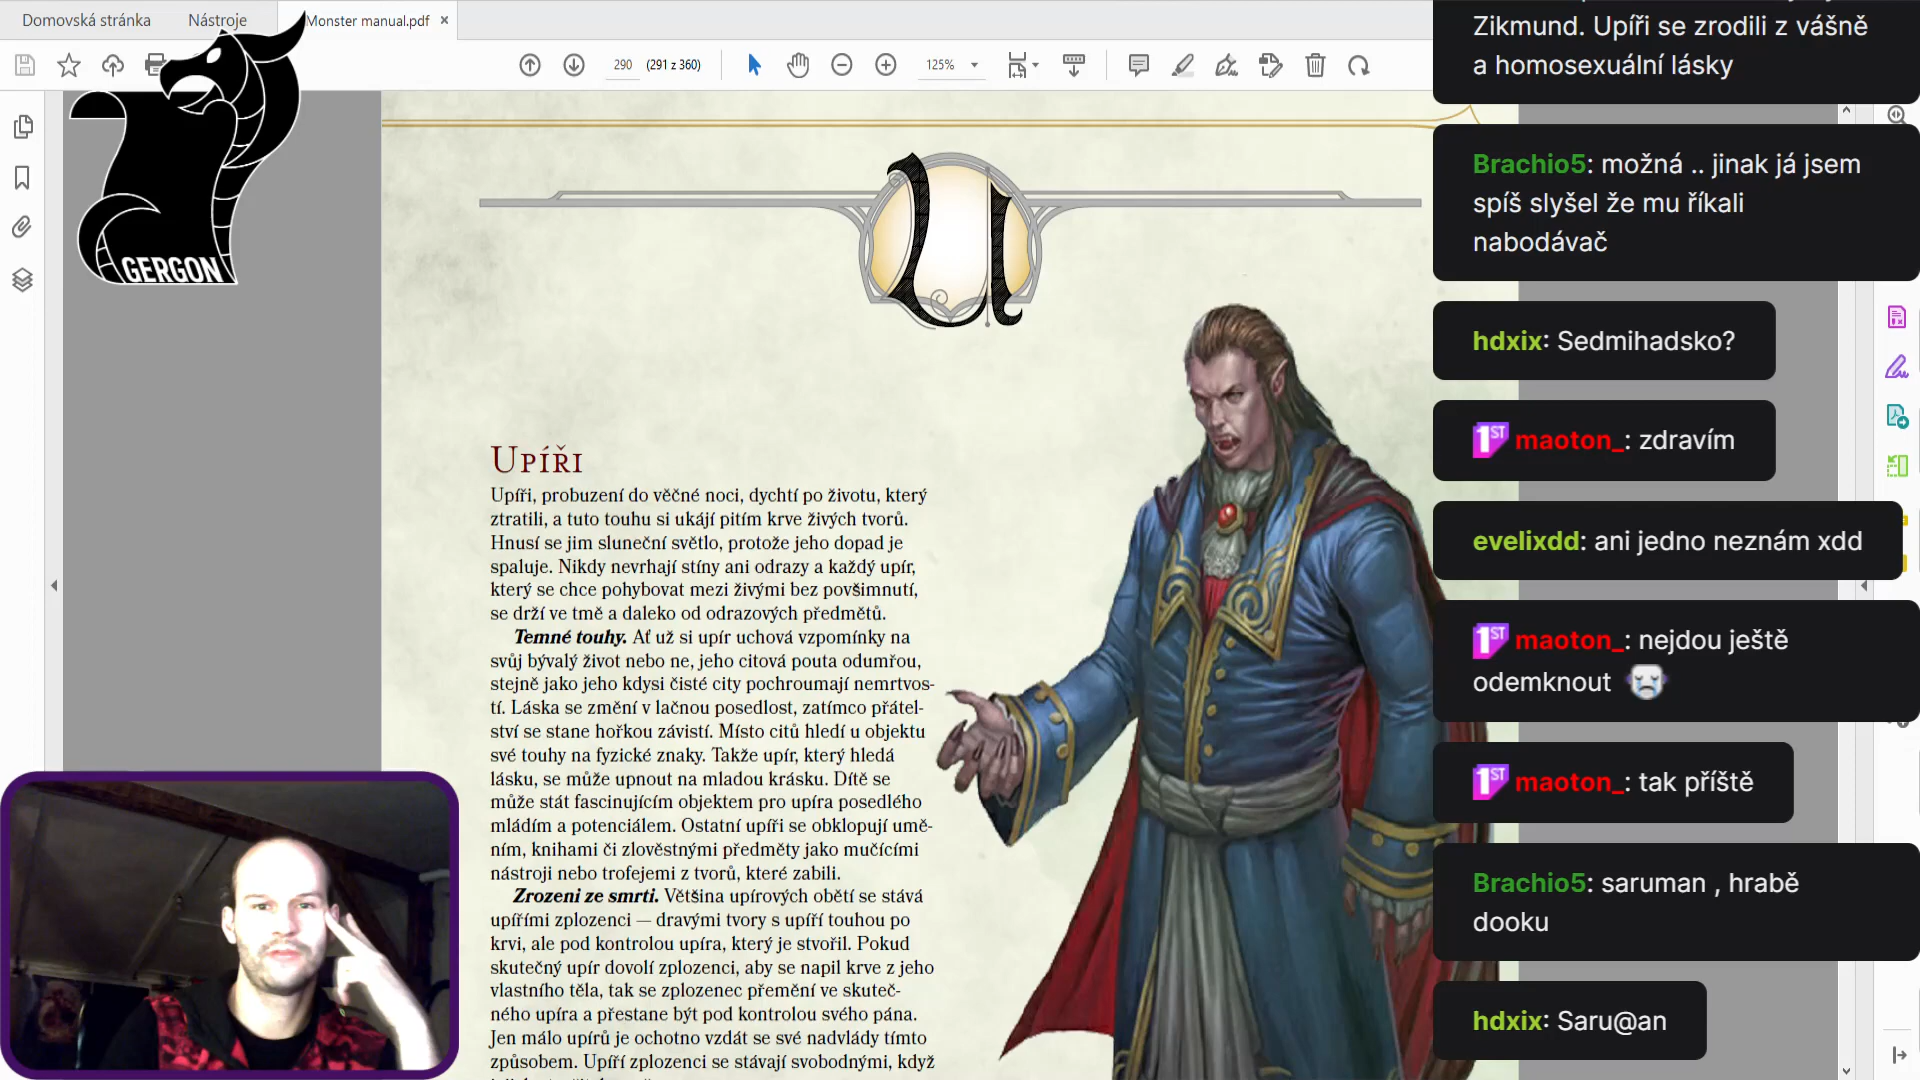 Domovská stránka
Nástroje
Monster manual.pdf
290
(291 z 360)
125%
GERGON
U
UPÍŘI
Upíři, probuzení do věčné noci, dychtí po životu, který
ztratili, a tuto touhu si ukájí pitím krve živých tvorů.
Hnusí se jim sluneční světlo, protože jeho dopad je
spaluje. Nikdy nevrhají stíny ani odrazy a každý upír,
který se chce pohybovat mezi živými bez povšimnutí,
se drží ve tmě a daleko od odrazových předmětů.
Temné touhy. Ať už si upír uchová vzpomínky na
svůj bývalý život nebo ne, jeho citová pouta odumřou,
stejně jako jeho kdysi čisté city pochroumají nemrtvos-
tí. Láska se změní v lačnou posedlost, zatímco přátel-
ství se stane hořkou závistí. Místo citů hledí u objektu
své touhy na fyzické znaky. Takže upír, který hledá
lásku, se může upnout na mladou krásku. Dítě se
může stát fascinujícím objektem pro upíra posedlého
mládím a potenciálem. Ostatní upíři se obklopují umě-
ním, knihami či zlověstnými předměty jako mučícími
nástroji nebo trofejemi z tvorů, které zabili.
Zrozeni ze smrti. Většina upírových obětí se stává
upířími zplozenci — dravými tvory s upíří touhou po
krvi, ale pod kontrolou upíra, který je stvořil. Pokud
skutečný upír dovolí zplozenci, aby se napil krve z jeho
vlastního těla, tak se zplozenec přemění ve skuteč-
ného upíra a přestane být pod kontrolou svého pána.
Jen málo upírů je ochotno vzdát se své nadvlády tímto
způsobem. Upíří zplozenci se stávají svobodnými, když
Zikmund. Upíři se zrodili z vášně
a homosexuální lásky
Brachio5: možná .. jinak já jsem
spíš slyšel že mu říkali
nabodávač
hdxix: Sedmihadsko?
1ST maoton_: zdravím
evelixdd: ani jedno neznám xdd
1ST maoton_: nejdou ještě
odemknout
1ST maoton_: tak příště
Brachio5: saruman , hrabě
dooku
hdxix: Saru@an